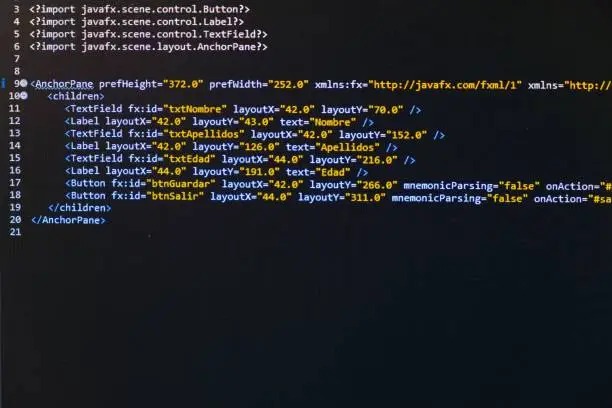 3 <?import javafx.scene.control.Button?>
4 <?import javafx.scene.control.Label?>
5 <?import javafx.scene.control.TextField?>
6 <?import javafx.scene.layout.AnchorPane?>
7
8
9 <AnchorPane prefHeight="372.0" prefWidth="252.0" xmlns:fx="http://javafx.com/fxml/1" xmlns="http://
10 <children>
11 <TextField fx:id="txtNombre" layoutX="42.0" layoutY="70.0" />
12 <Label layoutX="42.0" layoutY="43.0" text="Nombre" />
13 <TextField fx:id="txtApellidos" layoutX="42.0" layoutY="152.0" />
14 <Label layoutX="42.0" layoutY="126.0" text="Apellidos" />
15 <TextField fx:id="txtEdad" layoutX="44.0" layoutY="216.0" />
16 <Label layoutX="44.0" layoutY="191.0" text="Edad" />
17 <Button fx:id="btnGuardar" layoutX="42.0" layoutY="266.0" mnemonicParsing="false" onAction="#
18 <Button fx:id="btnSalir" layoutX="44.0" layoutY="311.0" mnemonicParsing="false" onAction="#sa
19 </children>
20 </AnchorPane>
21